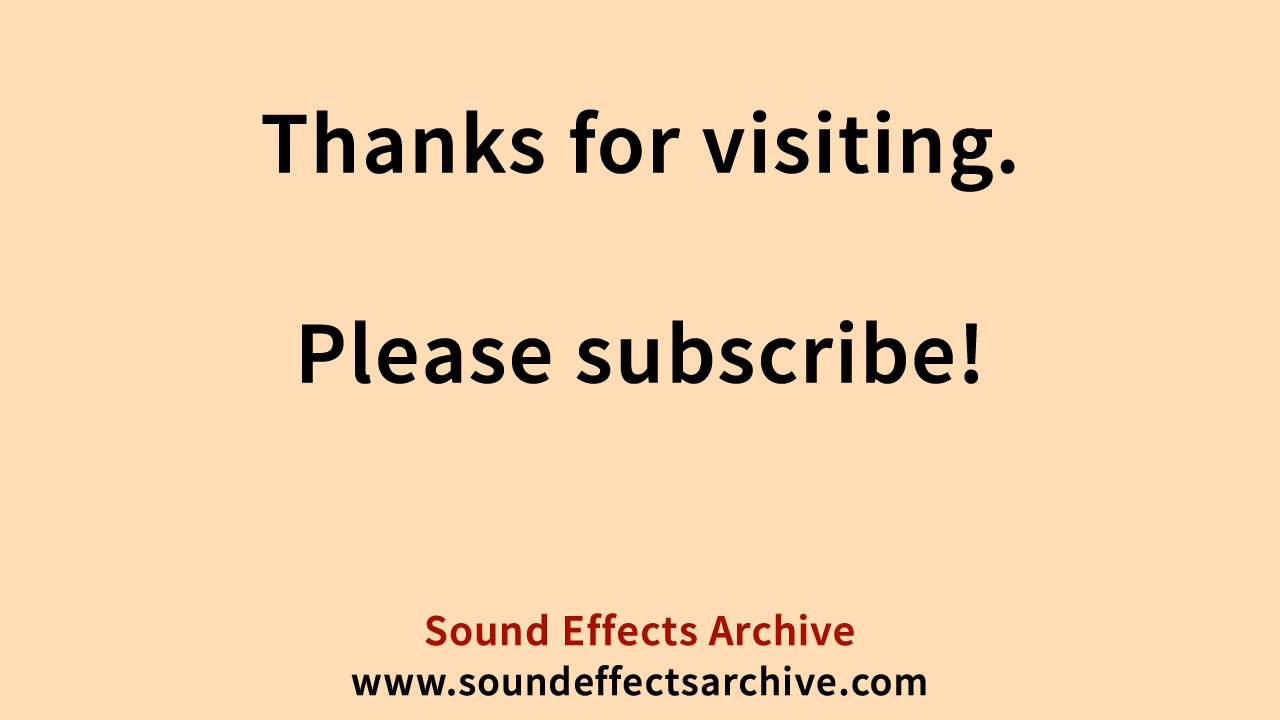 Thanks for visiting.
Please subscribe!
Sound Effects Archive
www.soundeffectsarchive.com